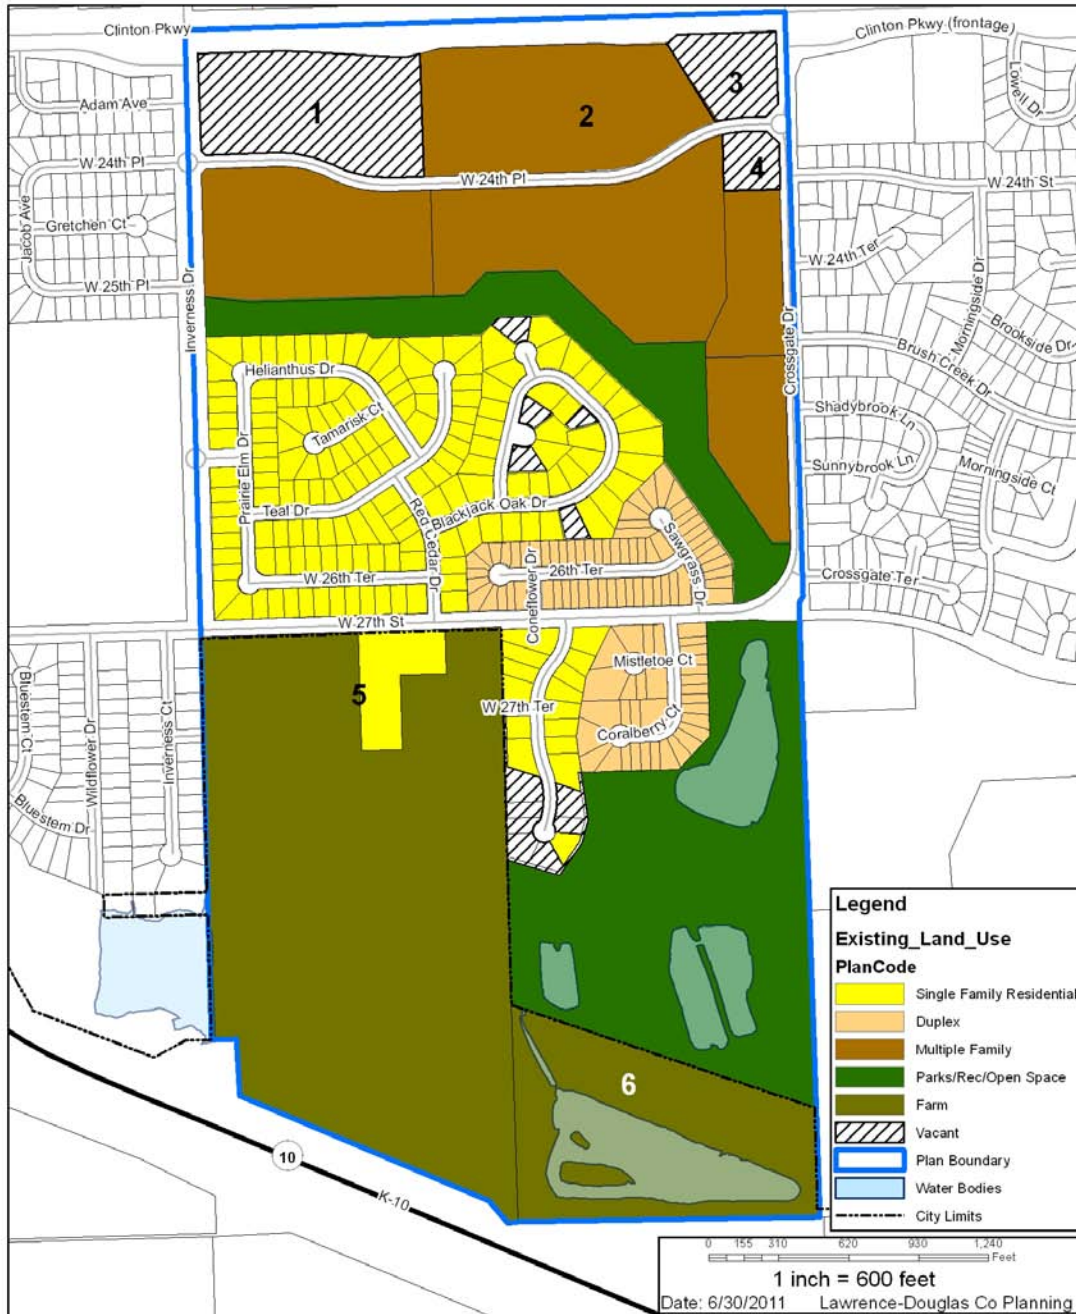 Clinton Pkwy
Clinton Pkwy (frontage)
Lowell Dr
Adam Ave
1
2
3
4
W 24th Pl
W 24th Pl
W 24th St
Jacob Ave
Gretchen Ct
W 24th Ter
W 25th Pl
Inverness Dr
Crossgate Dr
Morningside Dr
Brookside Dr
Brush Creek Dr
Helianthus Dr
Tamarisk Ct
Shadybrook Ln
Sunnybrook Ln
Morningside Ct
Prairie Elm Dr
Teal Dr
Red Cedar Dr
Blackjack Oak Dr
Sawgrass Dr
W 26th Ter
26th Ter
Coneflower Dr
Crossgate Ter
W 27th St
Mistletoe Ct
5
W 27th Ter
Coralberry Ct
Bluestem Ct
Wildflower Dr
Inverness Ct
Bluestem Dr
6
10
K-10
Legend
Existing_Land_Use
PlanCode
Single Family Residential
Duplex
Multiple Family
Parks/Rec/Open Space
Farm
Vacant
Plan Boundary
Water Bodies
City Limits
0 155 310 620 930 1,240
Feet
1 inch = 600 feet
Date: 6/30/2011 Lawrence-Douglas Co Planning